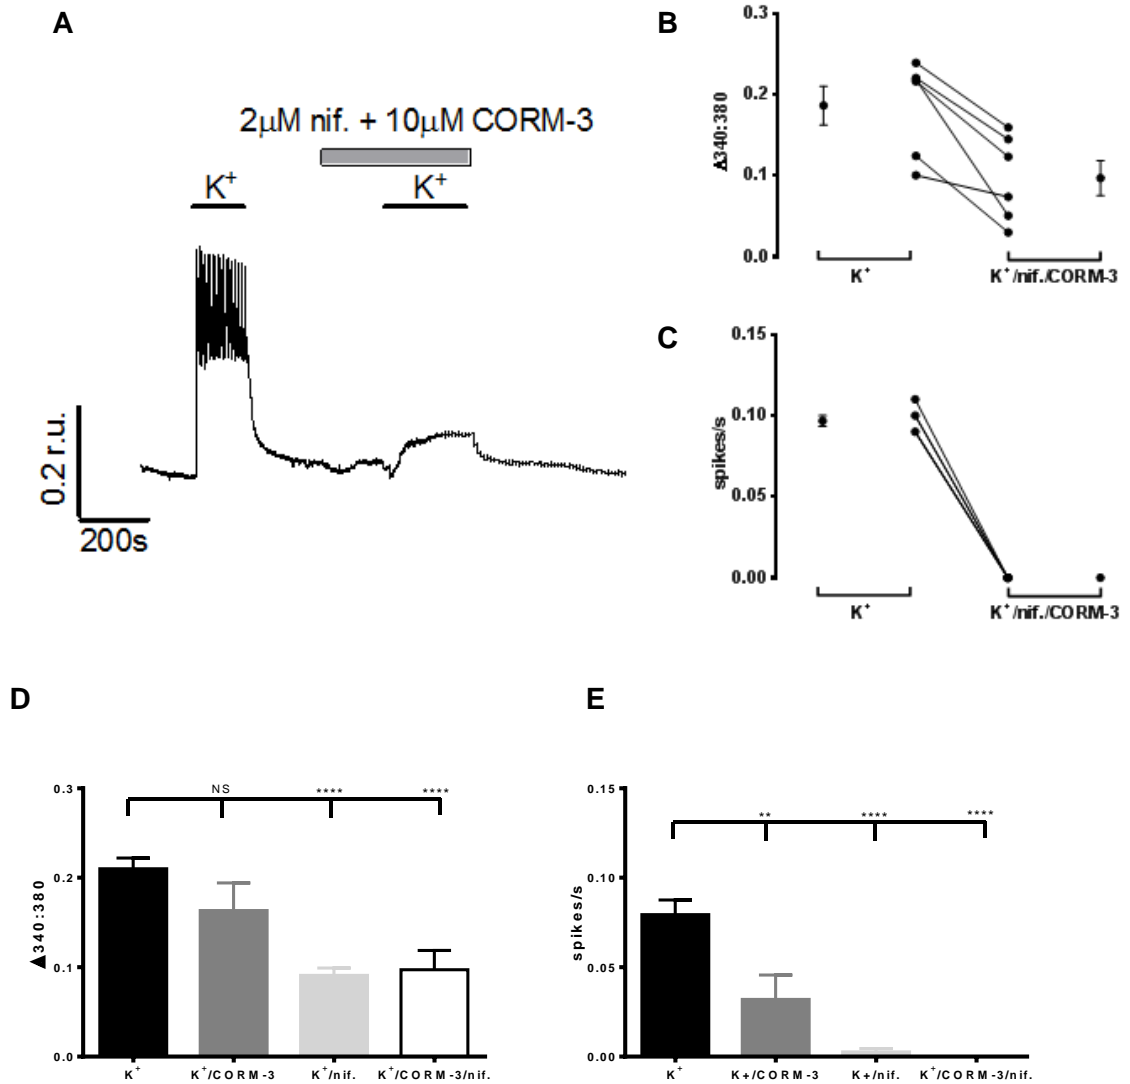 A
2μM nif. + 10μM CORM-3
K+
K+
0.2 r.u.
200s
B
0.3
0.2
0.1
0.0
Δ340:380
K+
K+/nif./CORM-3
C
0.15
0.10
0.05
0.00
spikes/s
K+
K+/nif./CORM-3
D
0.3
0.2
0.1
0.0
▲340:380
NS
****
****
K+
K+/CORM-3
K+/nif.
K+/CORM-3/nif.
E
0.15
0.10
0.05
0.00
spikes/s
**
****
****
K+
K+/CORM-3
K+/nif.
K+/CORM-3/nif.